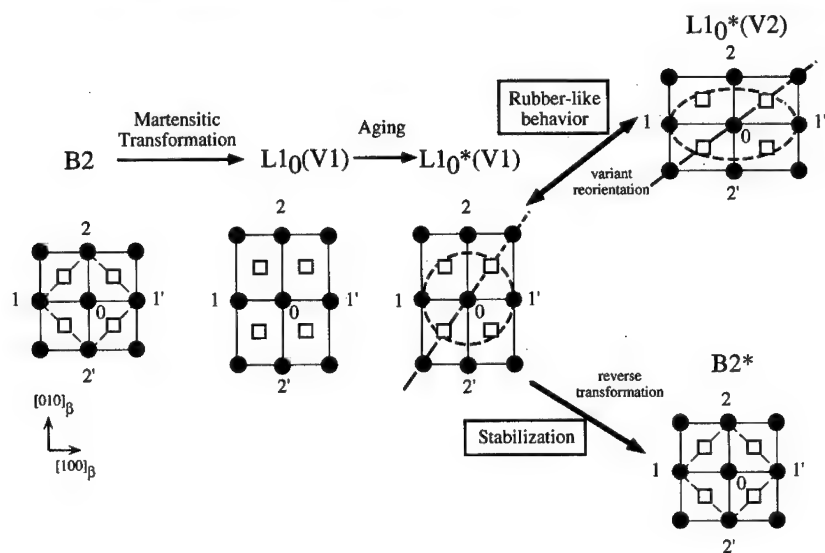 L1₀*(V2)
2
Martensitic
Transformation
Aging
Rubber-like
behavior
1
0
1'
B2
L1₀(V1)
L1₀*(V1)
variant
reorientation
2'
2
2
2
1
0
1'
1
0
1'
1
0
1'
2'
2'
2'
reverse
transformation
B2*
[010]β
[100]β
Stabilization
2
1
0
1'
2'